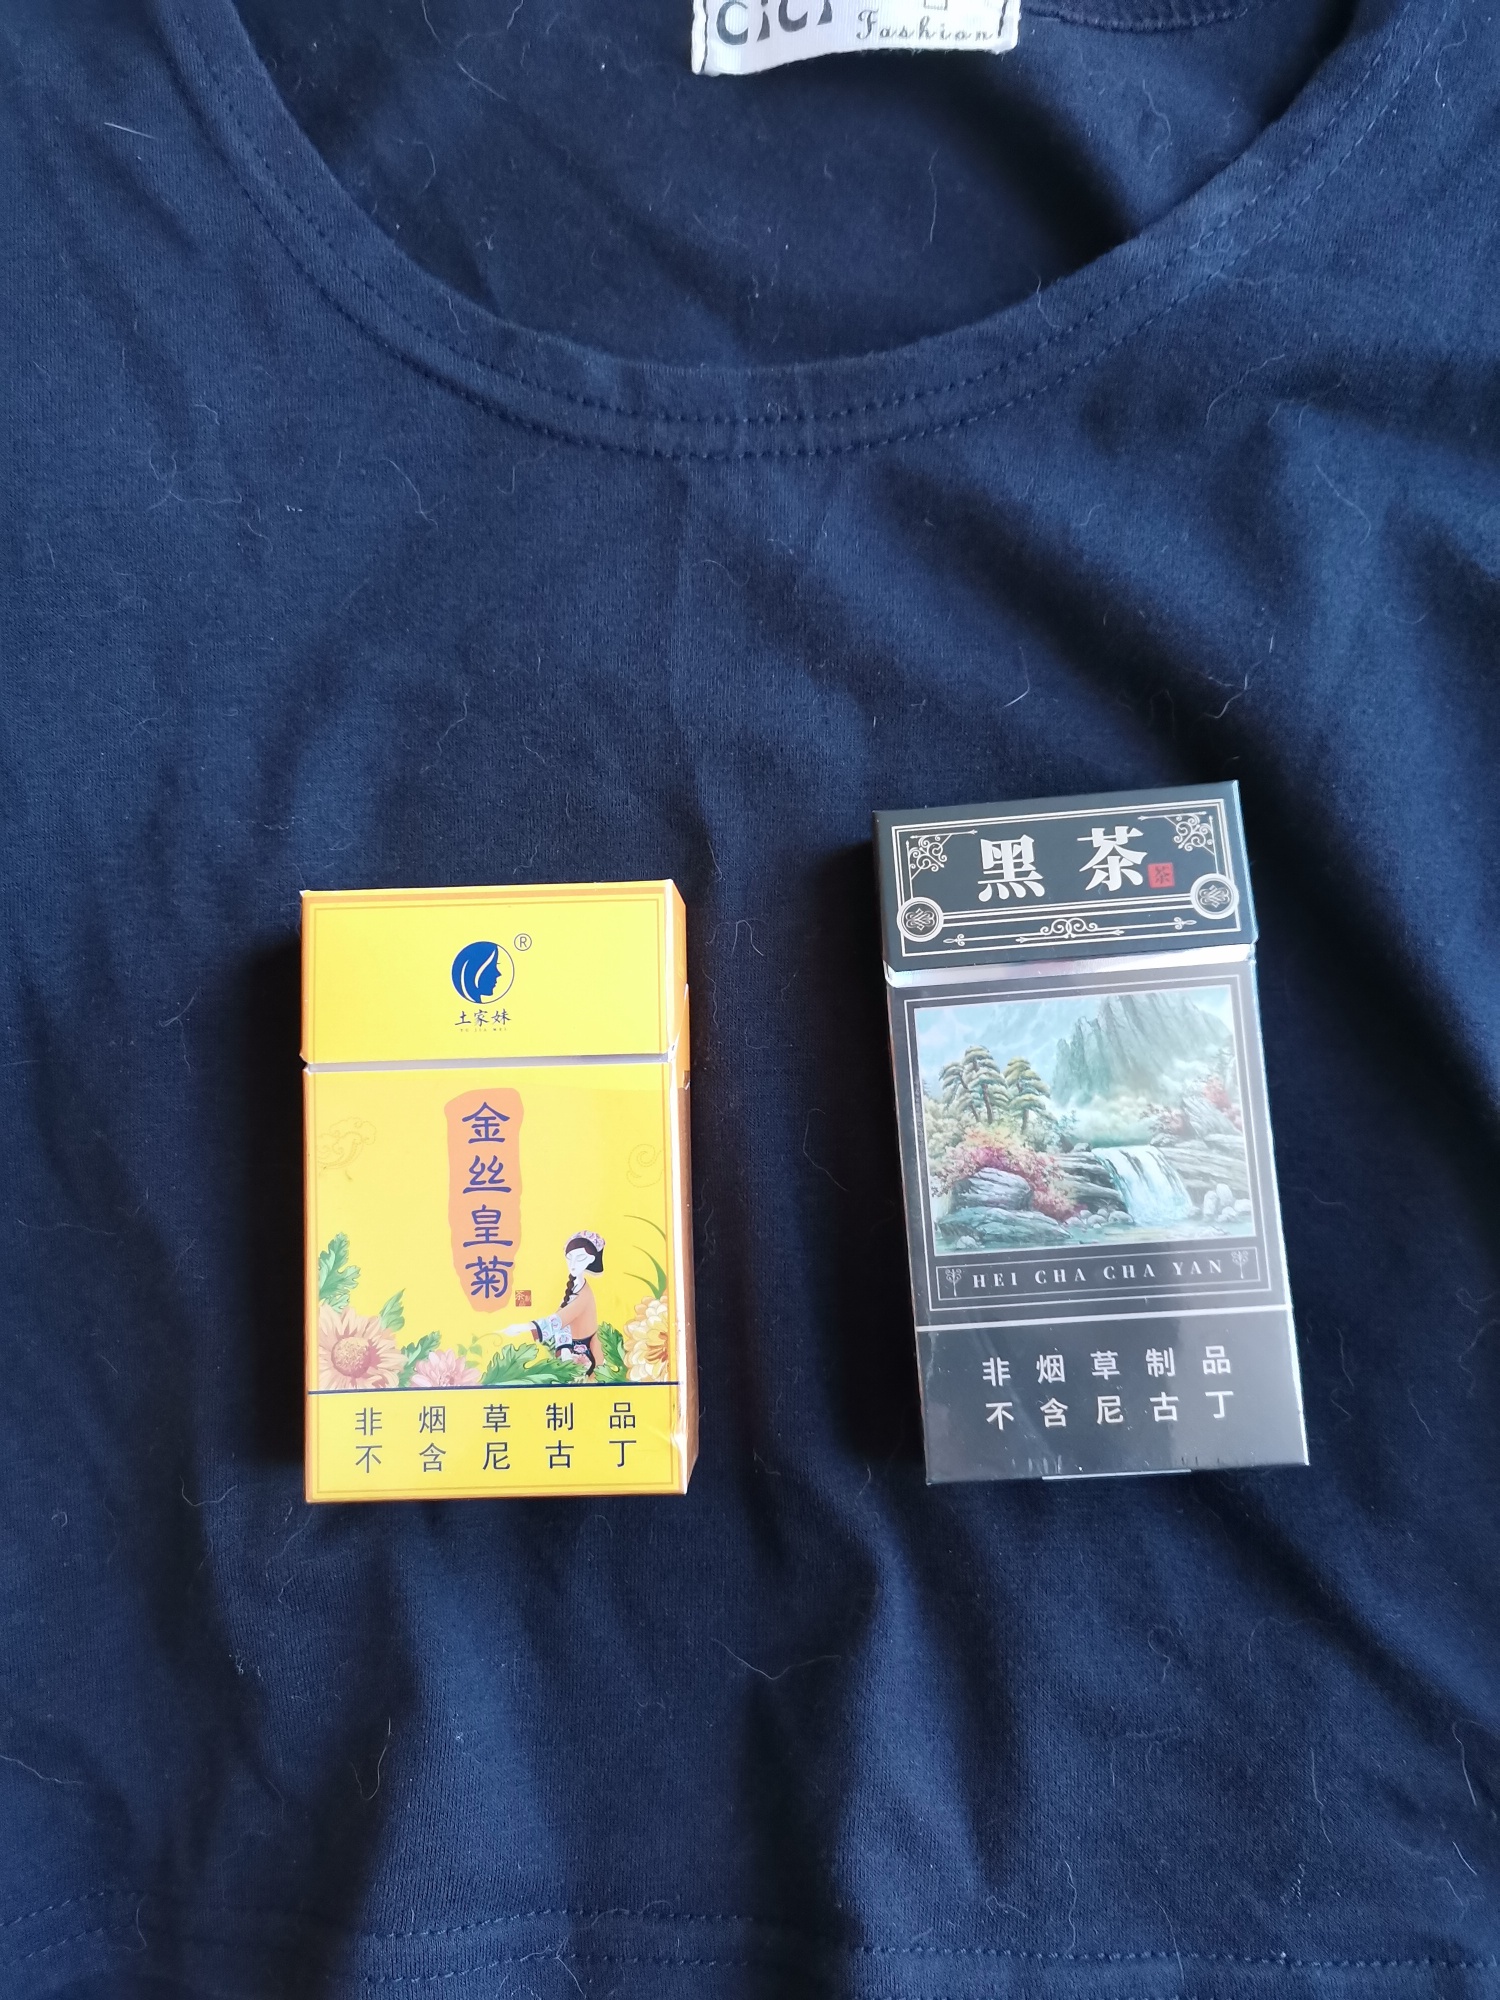 CiCi
Fashion
®
土家妹
金丝皇菊
非烟草制品
不含尼古丁
黑茶
茶
HEI CHA CHA YAN
非烟草制品
不含尼古丁